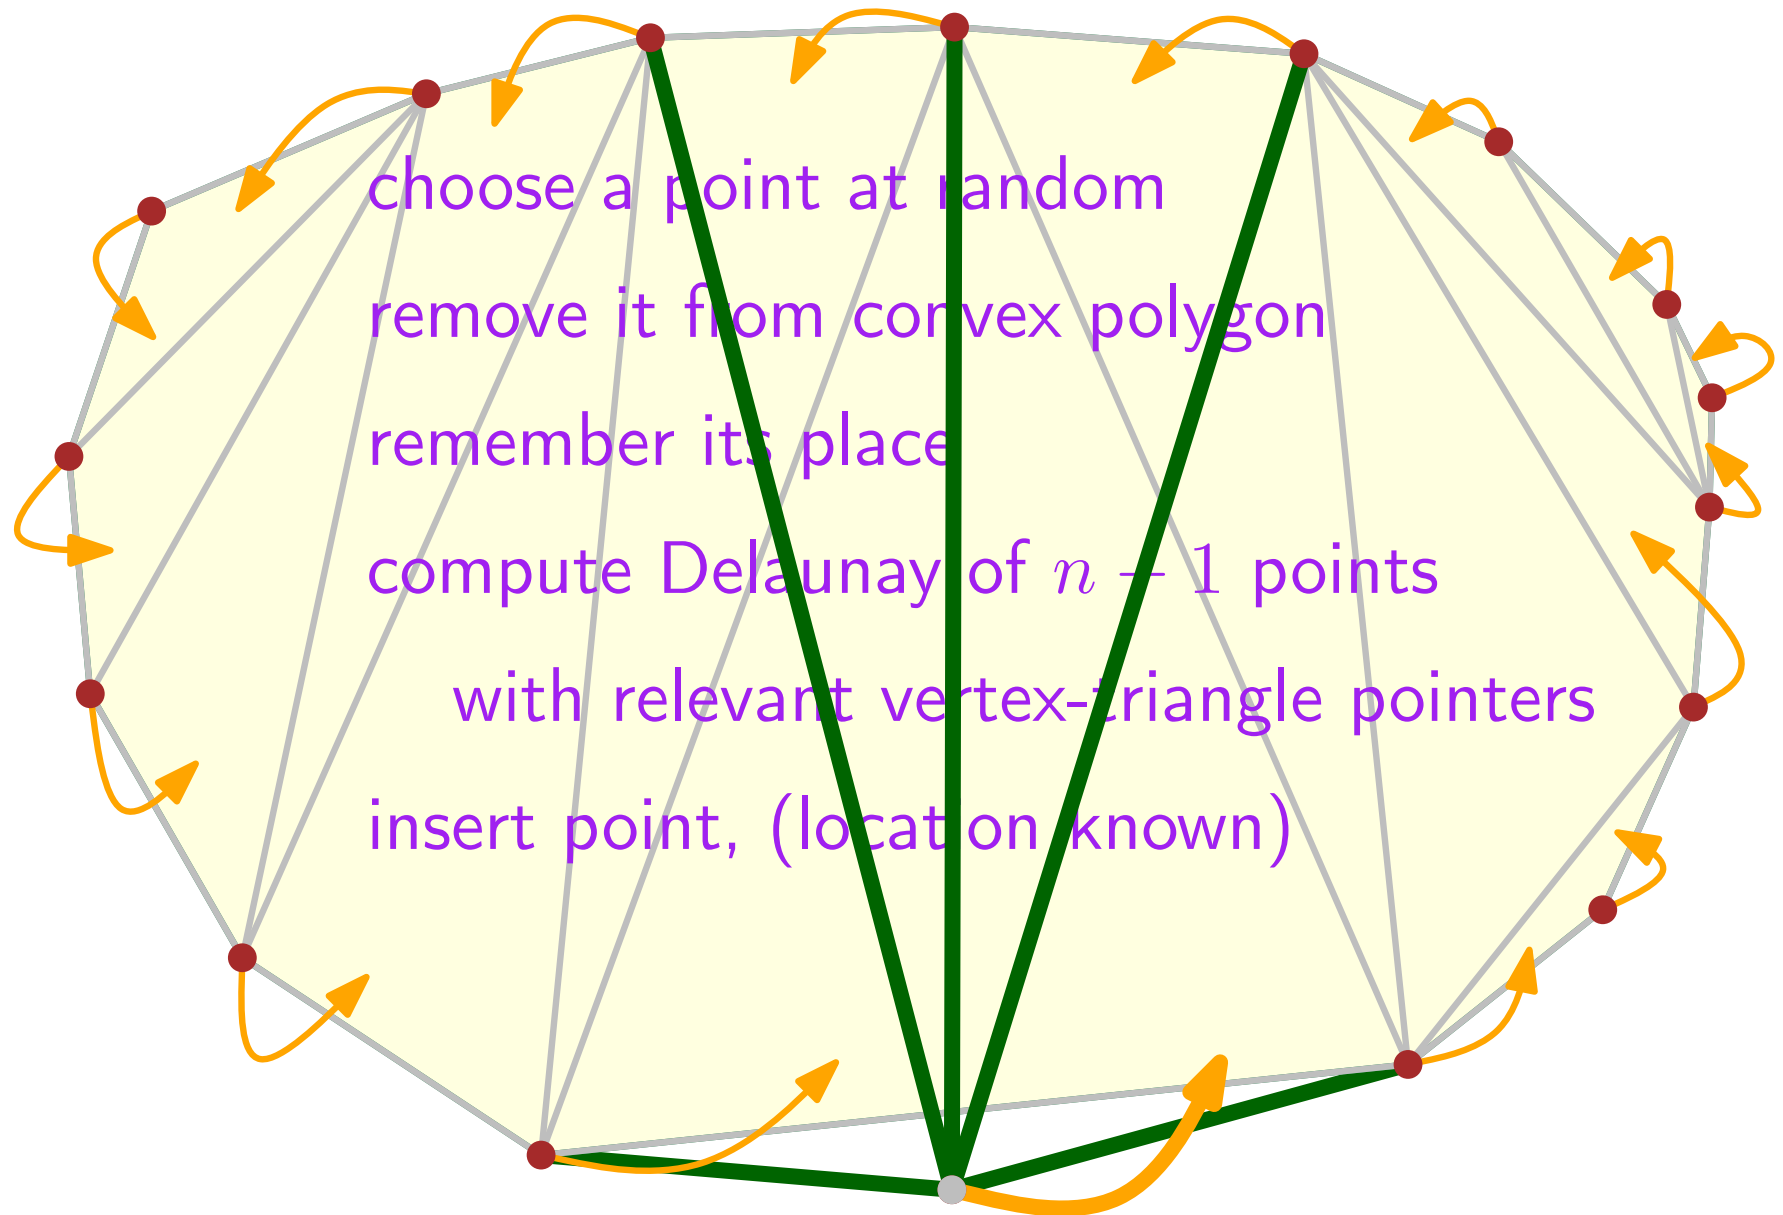 choose a point at random
remove it from convex polygon
remember its place
compute Delaunay of n − 1 points
with relevant vertex-triangle pointers
insert point, (location known)